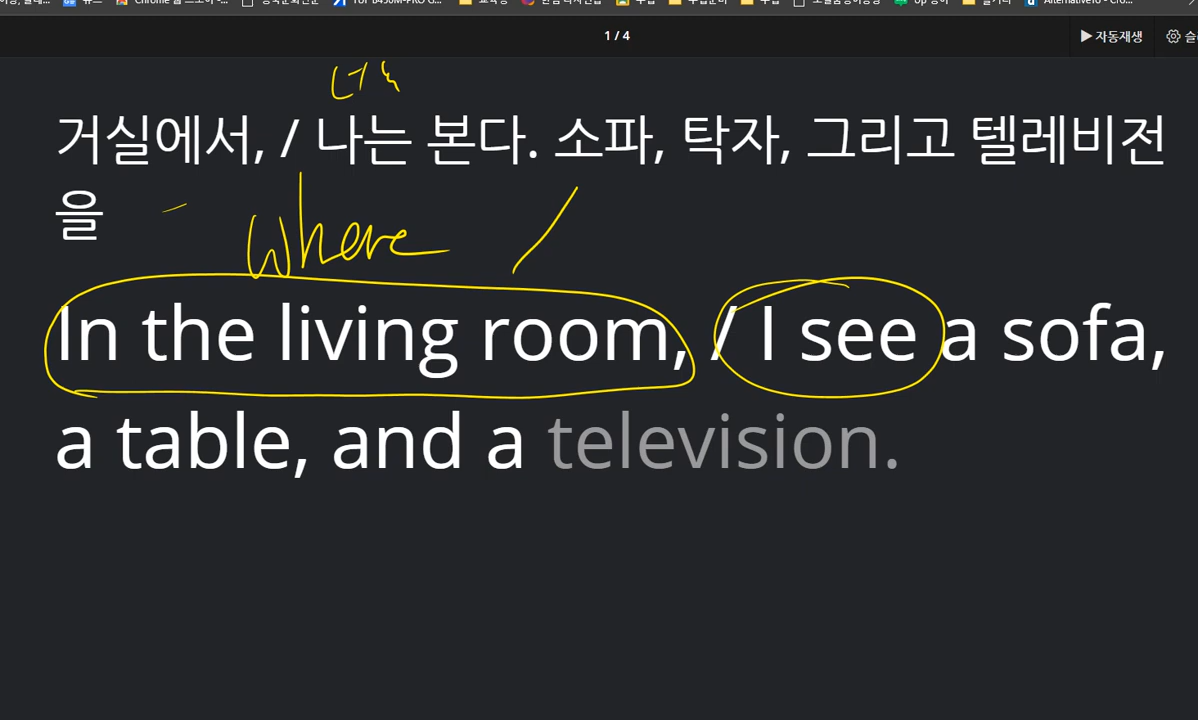 1 / 4
▶ 자동재생
거실에서, / 나는 본다. 소파, 탁자, 그리고 텔레비전
을
where
In the living room, / I see a sofa,
a table, and a television.